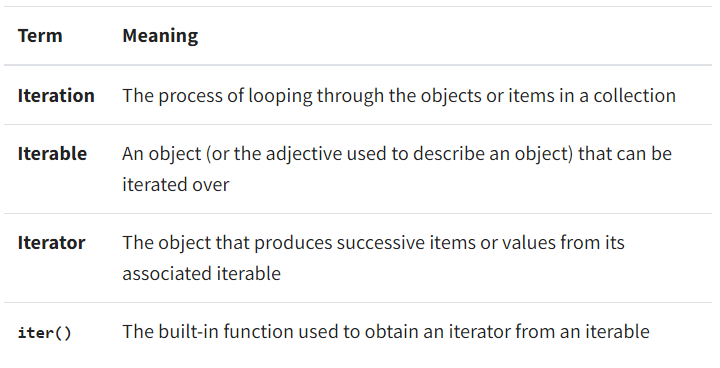 Term Meaning
Iteration The process of looping through the objects or items in a collection
Iterable An object (or the adjective used to describe an object) that can be
iterated over
Iterator The object that produces successive items or values from its
associated iterable
iter() The built-in function used to obtain an iterator from an iterable